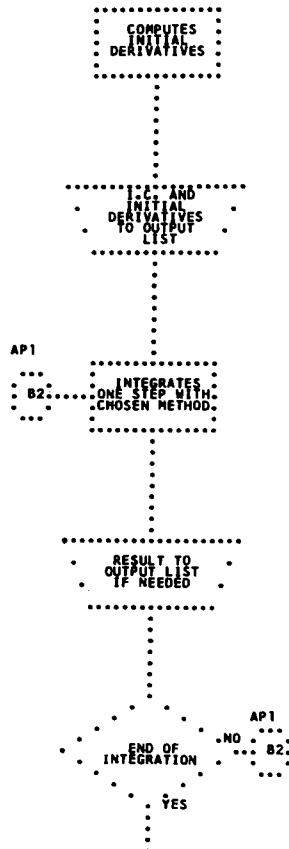 COMPUTES
INITIAL
DERIVATIVES
I.C. AND
INITIAL
DERIVATIVES
TO OUTPUT
LIST
AP1
B2
INTEGRATES
ONE STEP WITH
CHOSEN METHOD
RESULT TO
OUTPUT LIST
IF NEEDED
END OF
INTEGRATION
NO
AP1
B2
YES